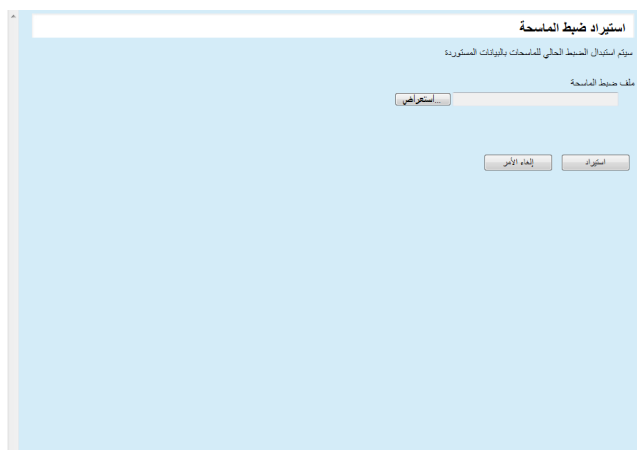 استيراد ضبط الماسحة
سيتم استبدال الضبط الحالي للماسحات بالبيانات المستوردة
ملف ضبط الماسحة
استعراض...
استيراد
إلغاء الأمر